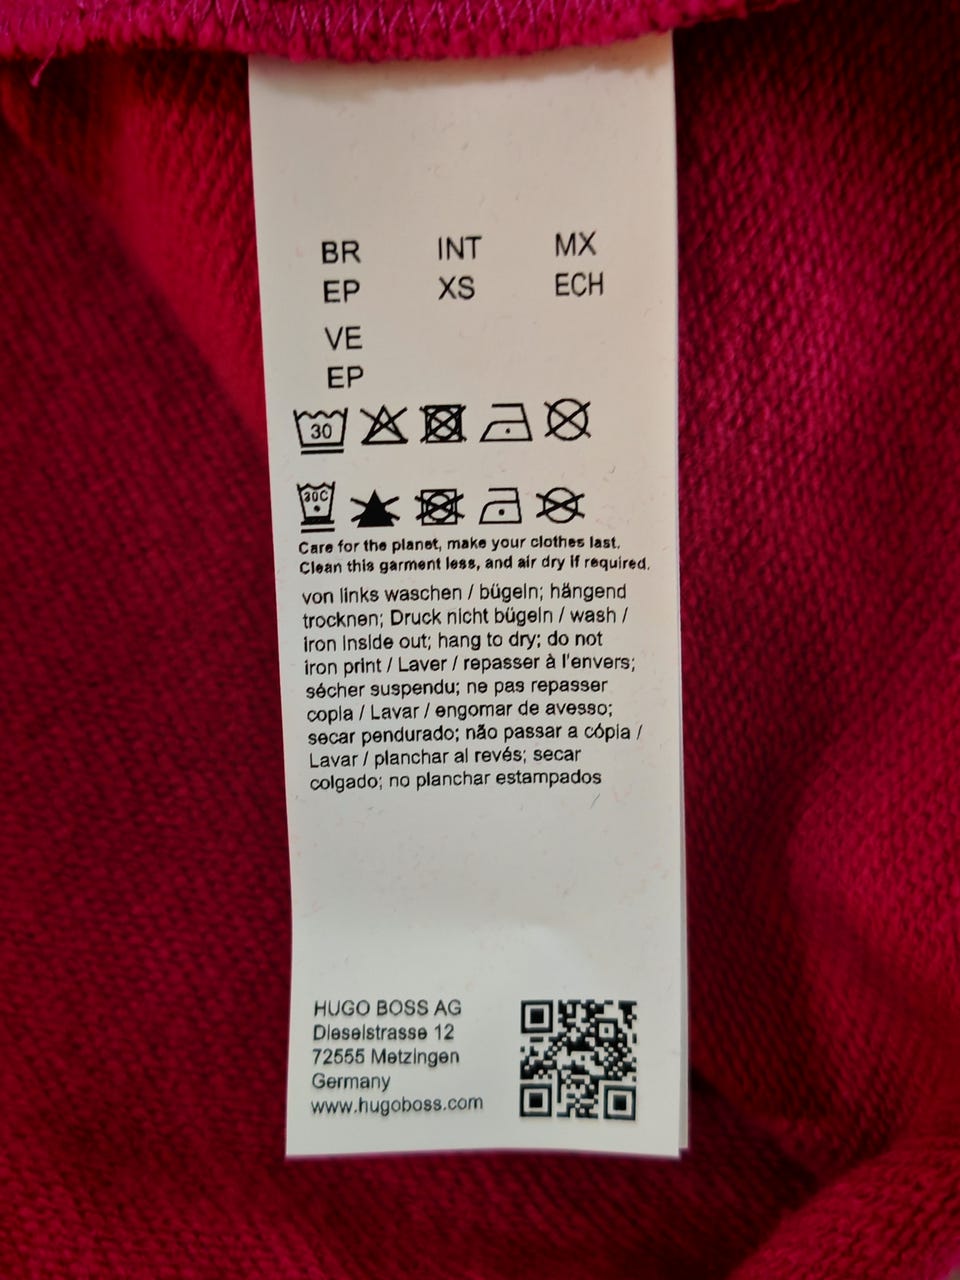 BR INT MX
EP XS ECH
VE
EP
30
30C
Care for the planet, make your clothes last.
Clean this garment less, and air dry if required.
von links waschen / bügeln; hängend
trocknen; Druck nicht bügeln / wash /
iron inside out; hang to dry; do not
iron print / Laver / repasser à l'envers;
sécher suspendu; ne pas repasser
copla / Lavar / engomar de avesso;
secar pendurado; não passar a cópla /
Lavar / planchar al revés; secar
colgado; no planchar estampados
HUGO BOSS AG
Dieselstrasse 12
72555 Metzingen
Germany
www.hugoboss.com